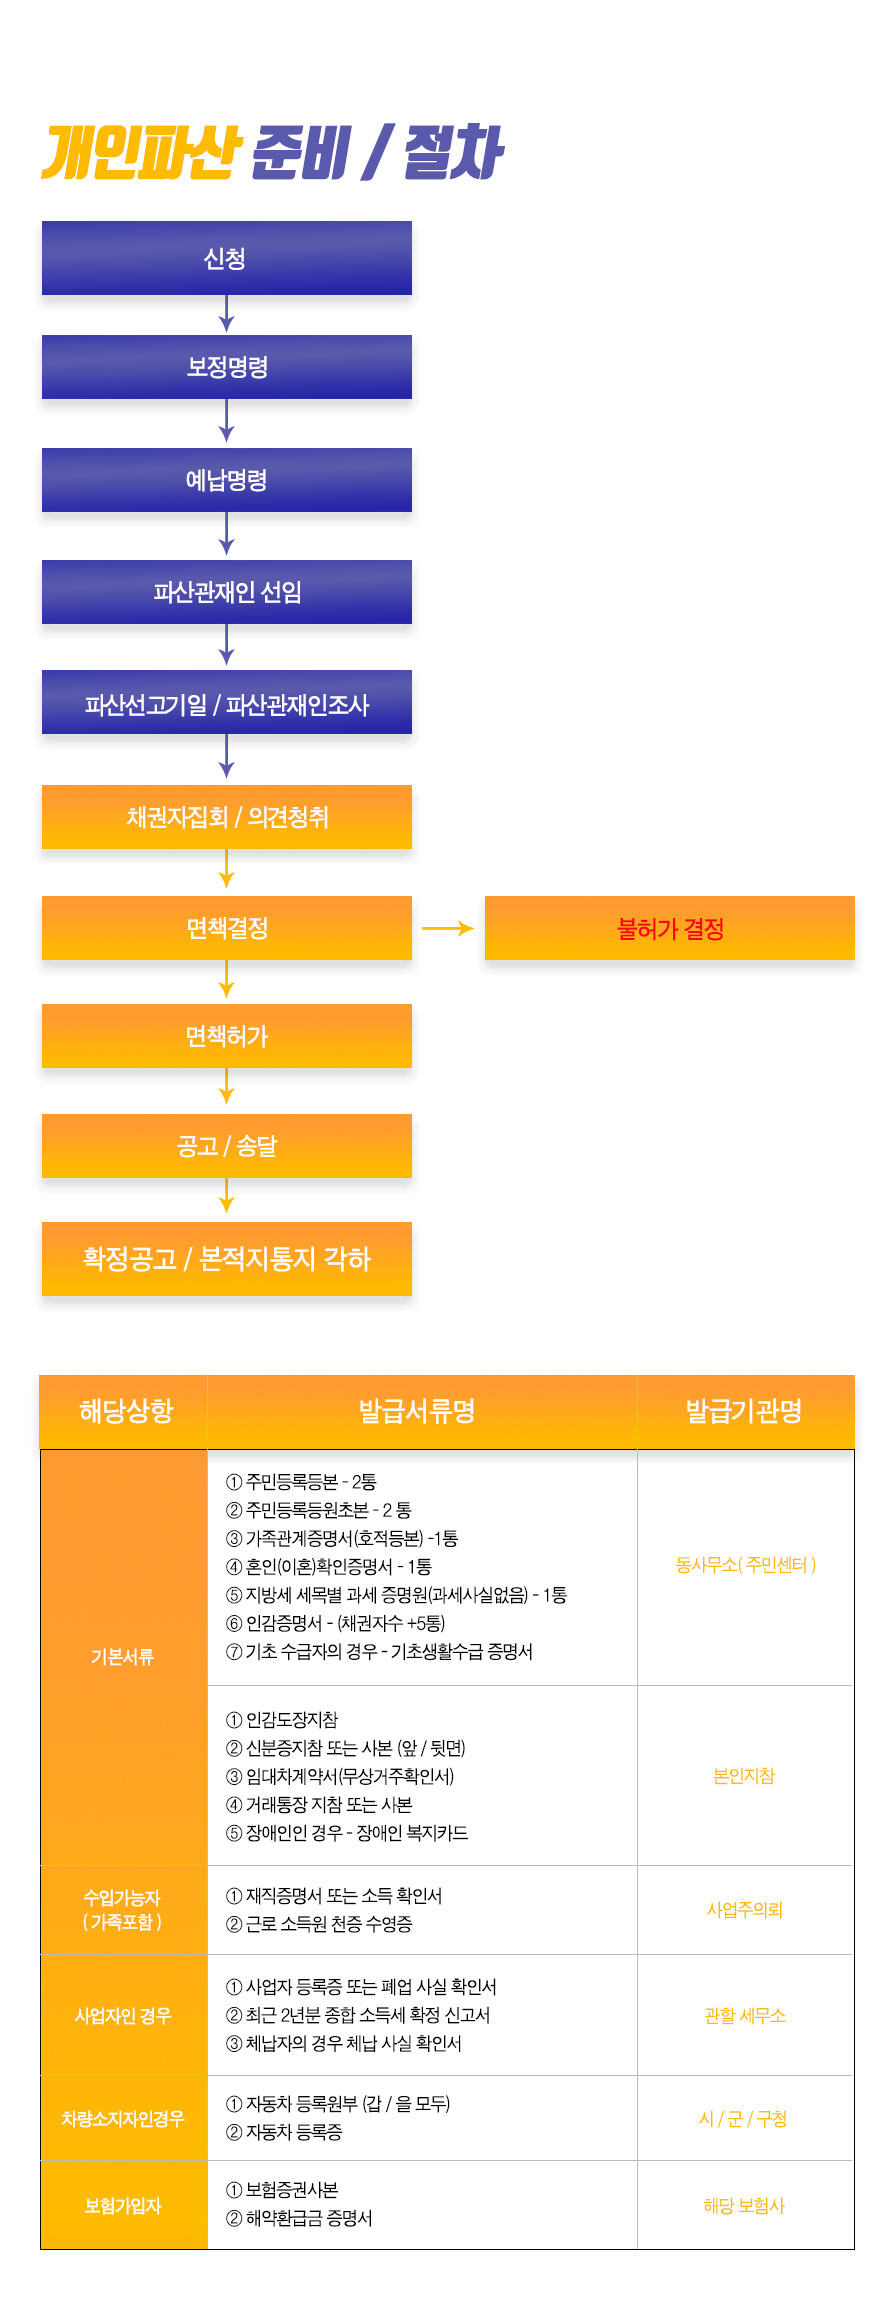 개인파산 준비 / 절차
신청
보정명령
예납명령
파산관재인 선임
파산선고기일 / 파산관재인조사
채권자집회 / 의견청취
면책결정
불허가 결정
면책허가
공고 / 송달
확정공고 / 본적지통지 각하
해당상항
발급서류명
발급기관명
기본서류
① 주민등록등본 - 2통
② 주민등록등원초본 - 2 통
③ 가족관계증명서(호적등본) -1통
④ 혼인(이혼)확인증명서 - 1통
⑤ 지방세 세목별 과세 증명원(과세사실없음) - 1통
⑥ 인감증명서 - (채권자수 +5통)
⑦ 기초 수급자의 경우 - 기초생활수급 증명서
동사무소( 주민센터 )
① 인감도장지참
② 신분증지참 또는 사본 (앞 / 뒷면)
③ 임대차계약서(무상거주확인서)
④ 거래통장 지참 또는 사본
⑤ 장애인인 경우 - 장애인 복지카드
본인지참
수입가능자
( 가족포함 )
① 재직증명서 또는 소득 확인서
② 근로 소득원 천증 수영증
사업주의뢰
사업자인 경우
① 사업자 등록증 또는 폐업 사실 확인서
② 최근 2년분 종합 소득세 확정 신고서
③ 체납자의 경우 체납 사실 확인서
관할 세무소
차량소지자인경우
① 자동차 등록원부 (갑 / 을 모두)
② 자동차 등록증
시 / 군 / 구청
보험가입자
① 보험증권사본
② 해약환급금 증명서
해당 보험사